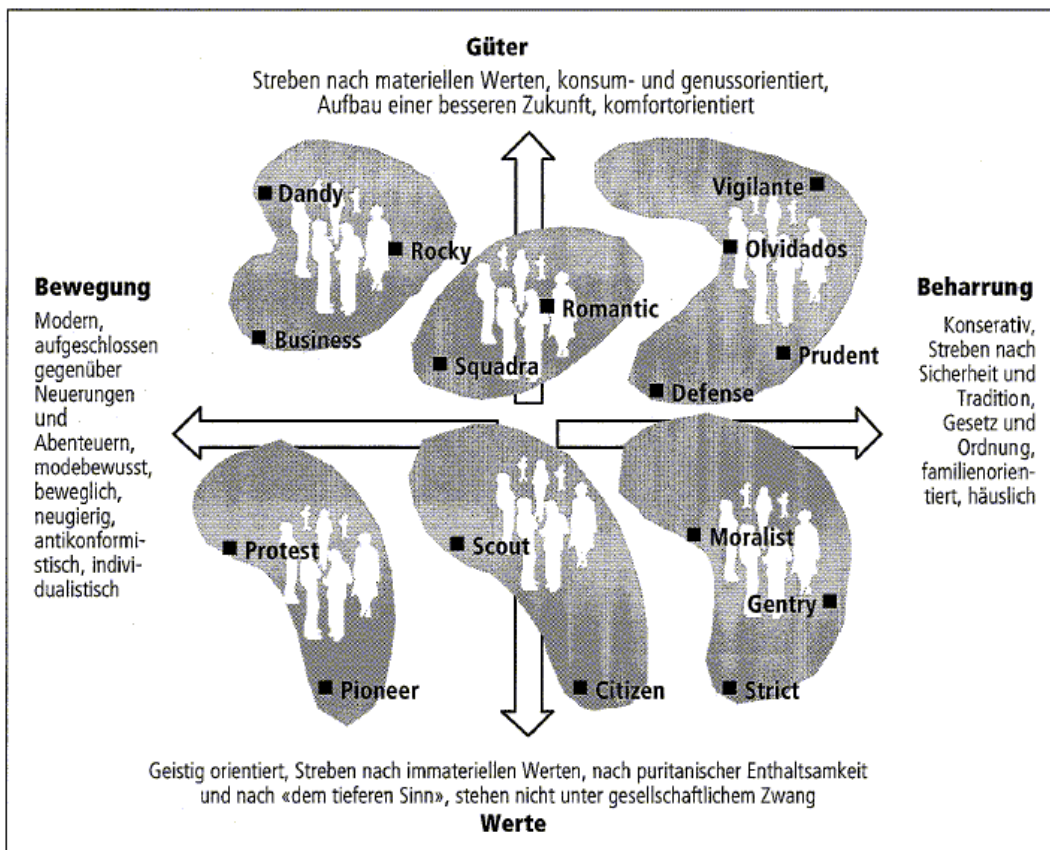 Güter
Streben nach materiellen Werten, konsum- und genussorientiert,
Aufbau einer besseren Zukunft, komfortorientiert
Vigilante
Dandy
Olvidados
Rocky
Bewegung
Modern,
aufgeschlossen
gegenüber
Neuerungen
und
Abenteuern,
modebewusst,
beweglich,
neugierig,
antikonformi-
stisch, indivi-
dualistisch
Beharrung
Konserativ,
Streben nach
Sicherheit und
Tradition,
Gesetz und
Ordnung,
familienorien-
tiert, häuslich
Romantic
Business
Prudent
Squadra
Defense
Moralist
Scout
Protest
Gentry
Pioneer
Citizen
Strict
Geistig orientiert, Streben nach immateriellen Werten, nach puritanischer Enthaltsamkeit
und nach «dem tieferen Sinn», stehen nicht unter gesellschaftlichem Zwang
Werte